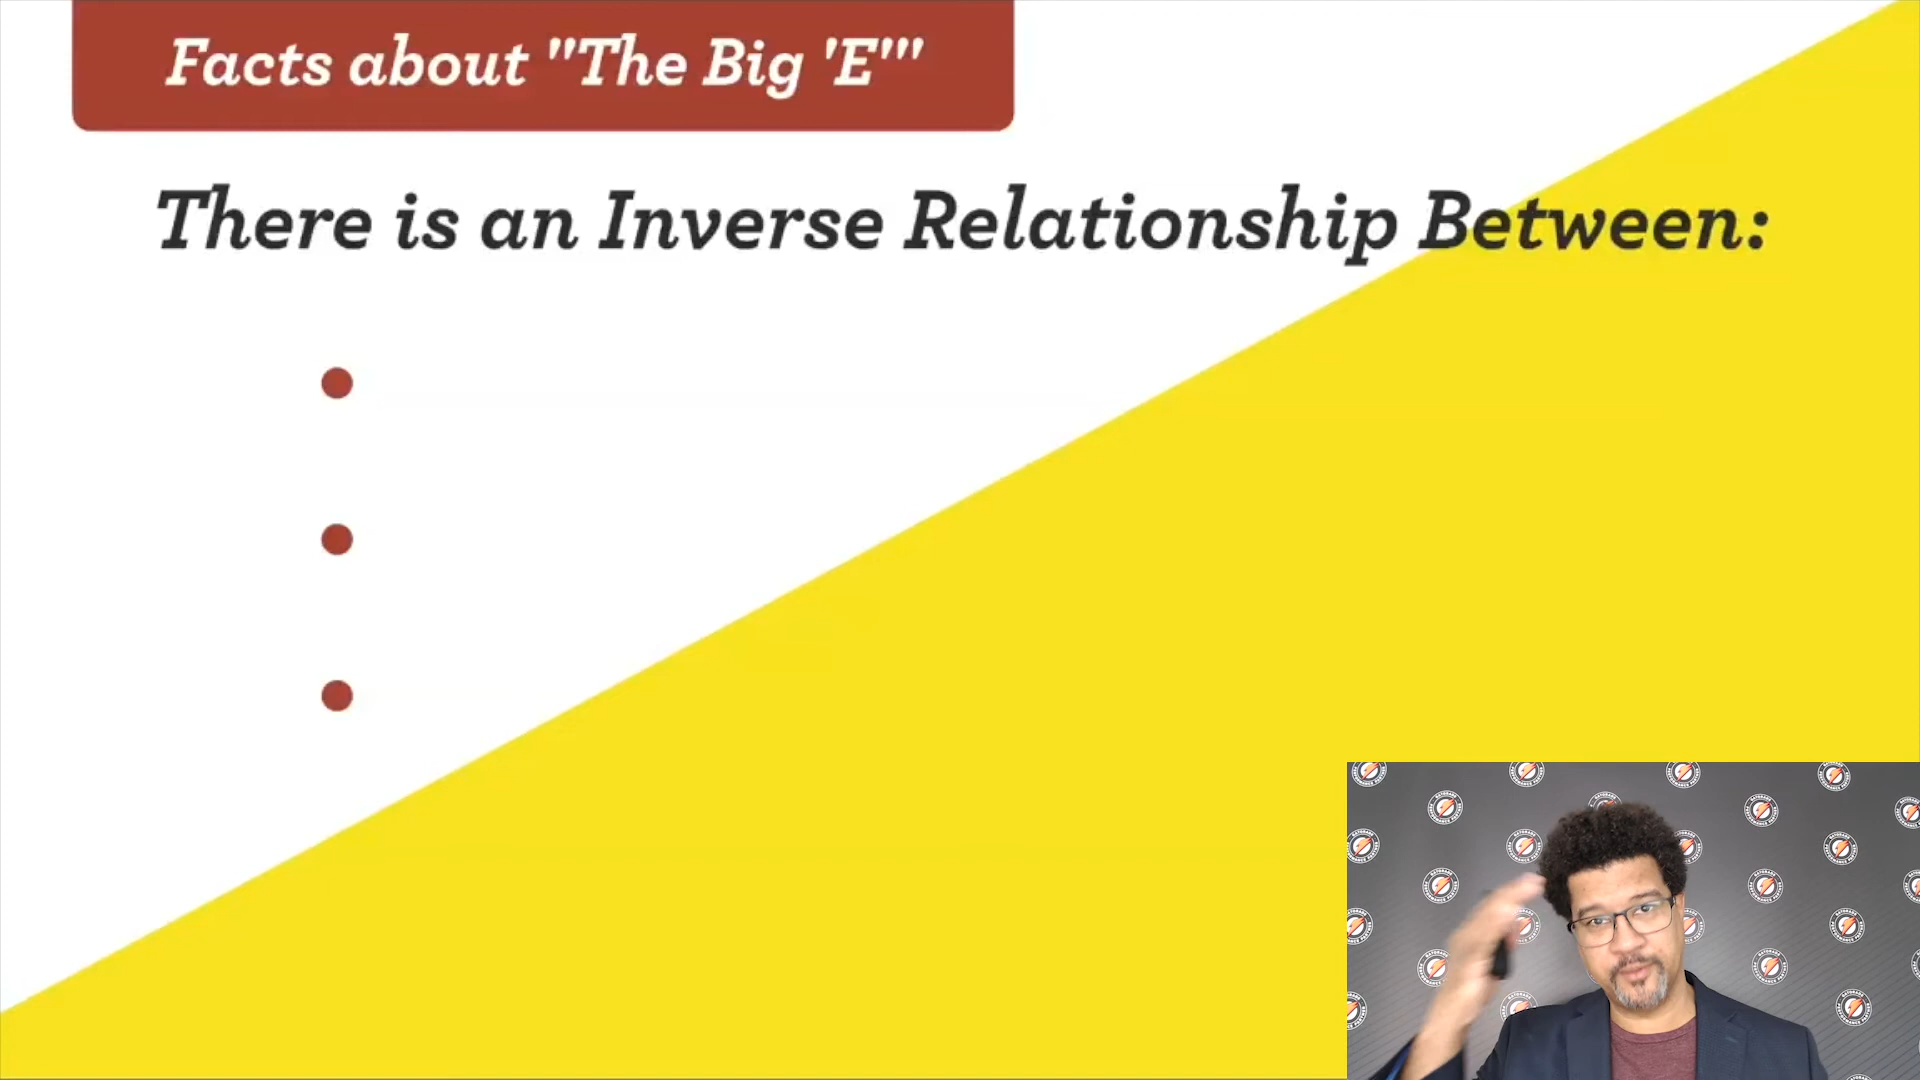 Facts about "The Big 'E'"
There is an Inverse Relationship Between: